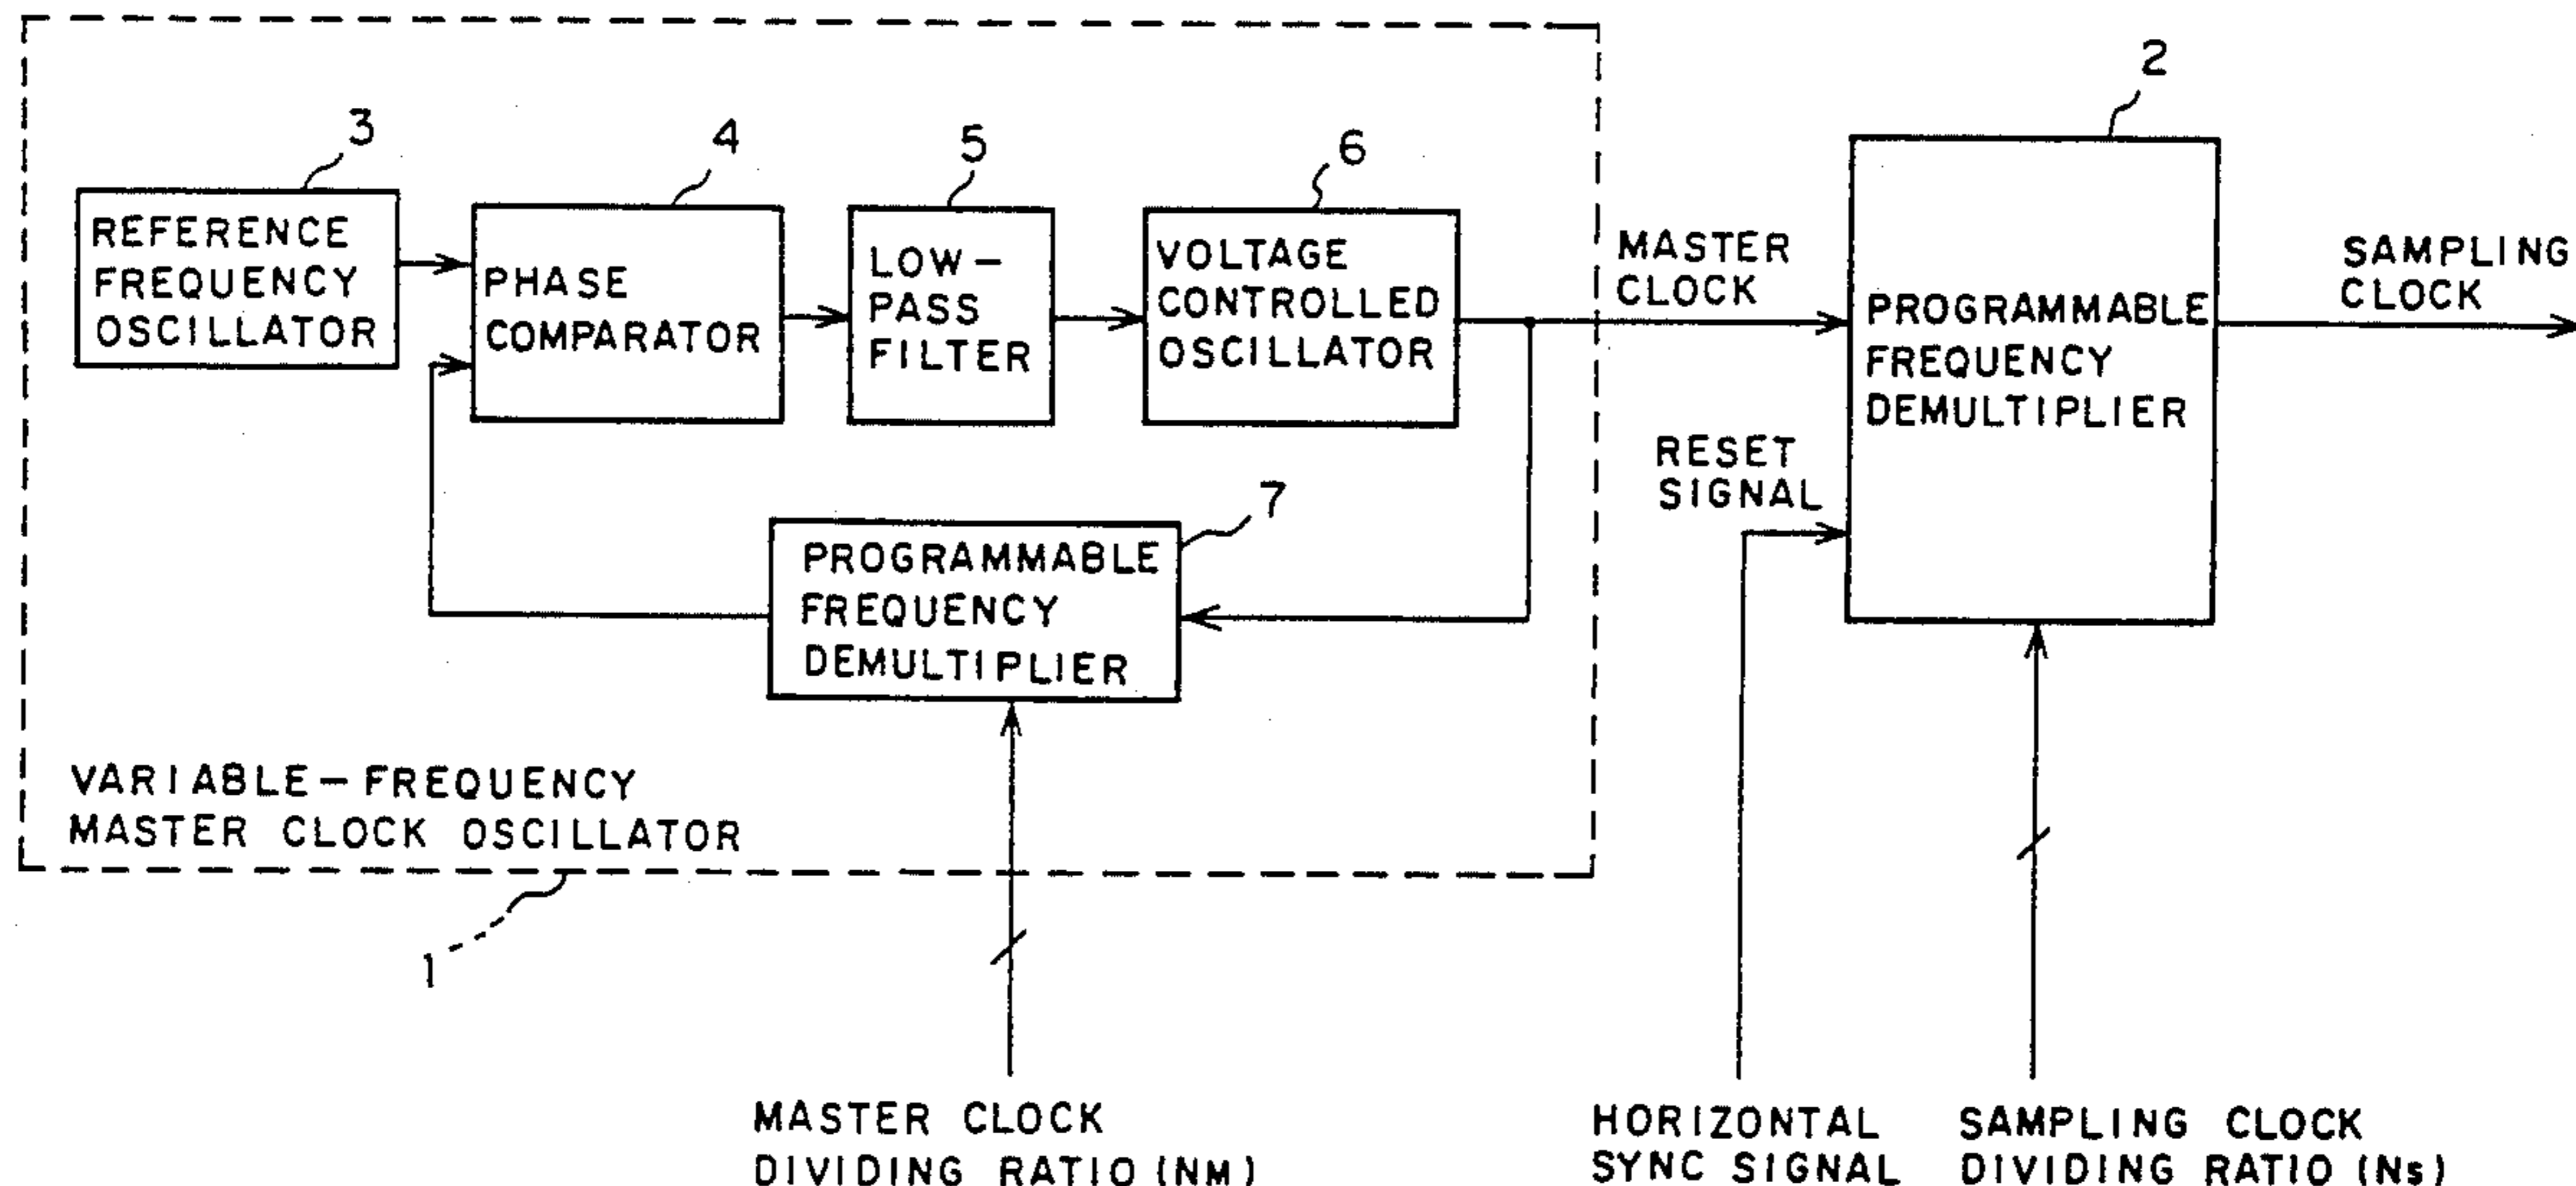 3
REFERENCE
FREQUENCY
OSCILLATOR
4
PHASE
COMPARATOR
5
LOW-
PASS
FILTER
6
VOLTAGE
CONTROLLED
OSCILLATOR
MASTER
CLOCK
2
PROGRAMMABLE
FREQUENCY
DEMULTIPLIER
SAMPLING
CLOCK
RESET
SIGNAL
7
PROGRAMMABLE
FREQUENCY
DEMULTIPLIER
VARIABLE-FREQUENCY
MASTER CLOCK OSCILLATOR
1
MASTER CLOCK
DIVIDING RATIO (NM)
HORIZONTAL
SYNC SIGNAL
SAMPLING CLOCK
DIVIDING RATIO (Ns)